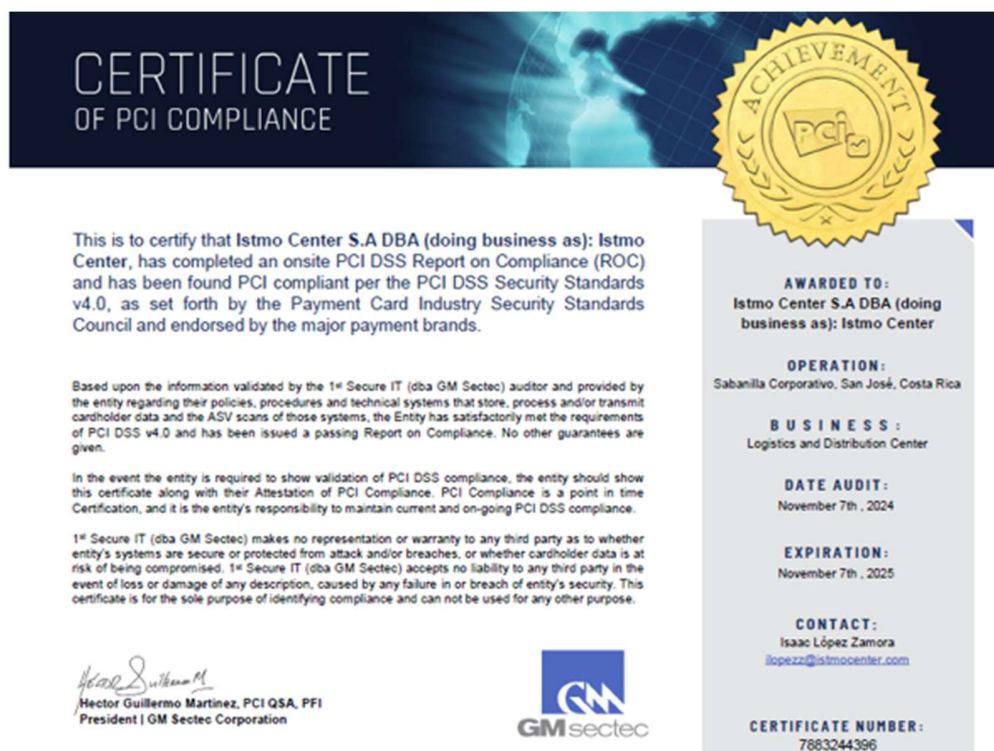 CERTIFICATE
OF PCI COMPLIANCE
ACHIEVEMENT
PCI
This is to certify that Istmo Center S.A DBA (doing business as): Istmo
Center, has completed an onsite PCI DSS Report on Compliance (ROC)
and has been found PCI compliant per the PCI DSS Security Standards
v4.0, as set forth by the Payment Card Industry Security Standards
Council and endorsed by the major payment brands.
Based upon the information validated by the 1st Secure IT (dba GM Sectec) auditor and provided by
the entity regarding their policies, procedures and technical systems that store, process and/or transmit
cardholder data and the ASV scans of those systems, the Entity has satisfactorily met the requirements
of PCI DSS v4.0 and has been issued a passing Report on Compliance. No other guarantees are
given.
In the event the entity is required to show validation of PCI DSS compliance, the entity should show
this certificate along with their Attestation of PCI Compliance. PCI Compliance is a point in time
Certification, and it is the entity's responsibility to maintain current and on-going PCI DSS compliance.
1st Secure IT (dba GM Sectec) makes no representation or warranty to any third party as to whether
entity's systems are secure or protected from attack and/or breaches, or whether cardholder data is at
risk of being compromised. 1st Secure IT (dba GM Sectec) accepts no liability to any third party in the
event of loss or damage of any description, caused by any failure in or breach of entity's security. This
certificate is for the sole purpose of identifying compliance and can not be used for any other purpose.
Hector Guillermo M
Hector Guillermo Martinez, PCI QSA, PFI
President | GM Sectec Corporation
GM
GM sectec
AWARDED TO:
Istmo Center S.A DBA (doing
business as): Istmo Center
OPERATION:
Sabanilla Corporativo, San José, Costa Rica
BUSINESS:
Logistics and Distribution Center
DATE AUDIT:
November 7th , 2024
EXPIRATION:
November 7th , 2025
CONTACT:
Isaac López Zamora
ilopezz@istmocenter.com
CERTIFICATE NUMBER:
7883244396